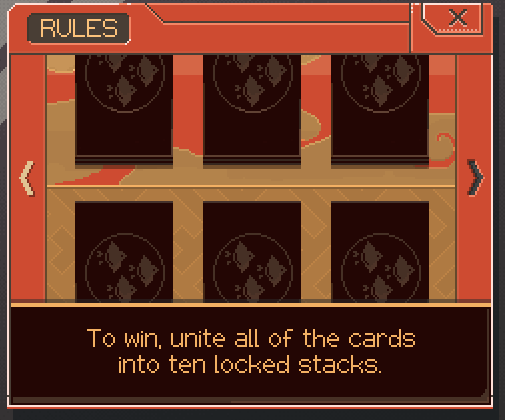 RULES
To win, unite all of the cards
into ten locked stacks.